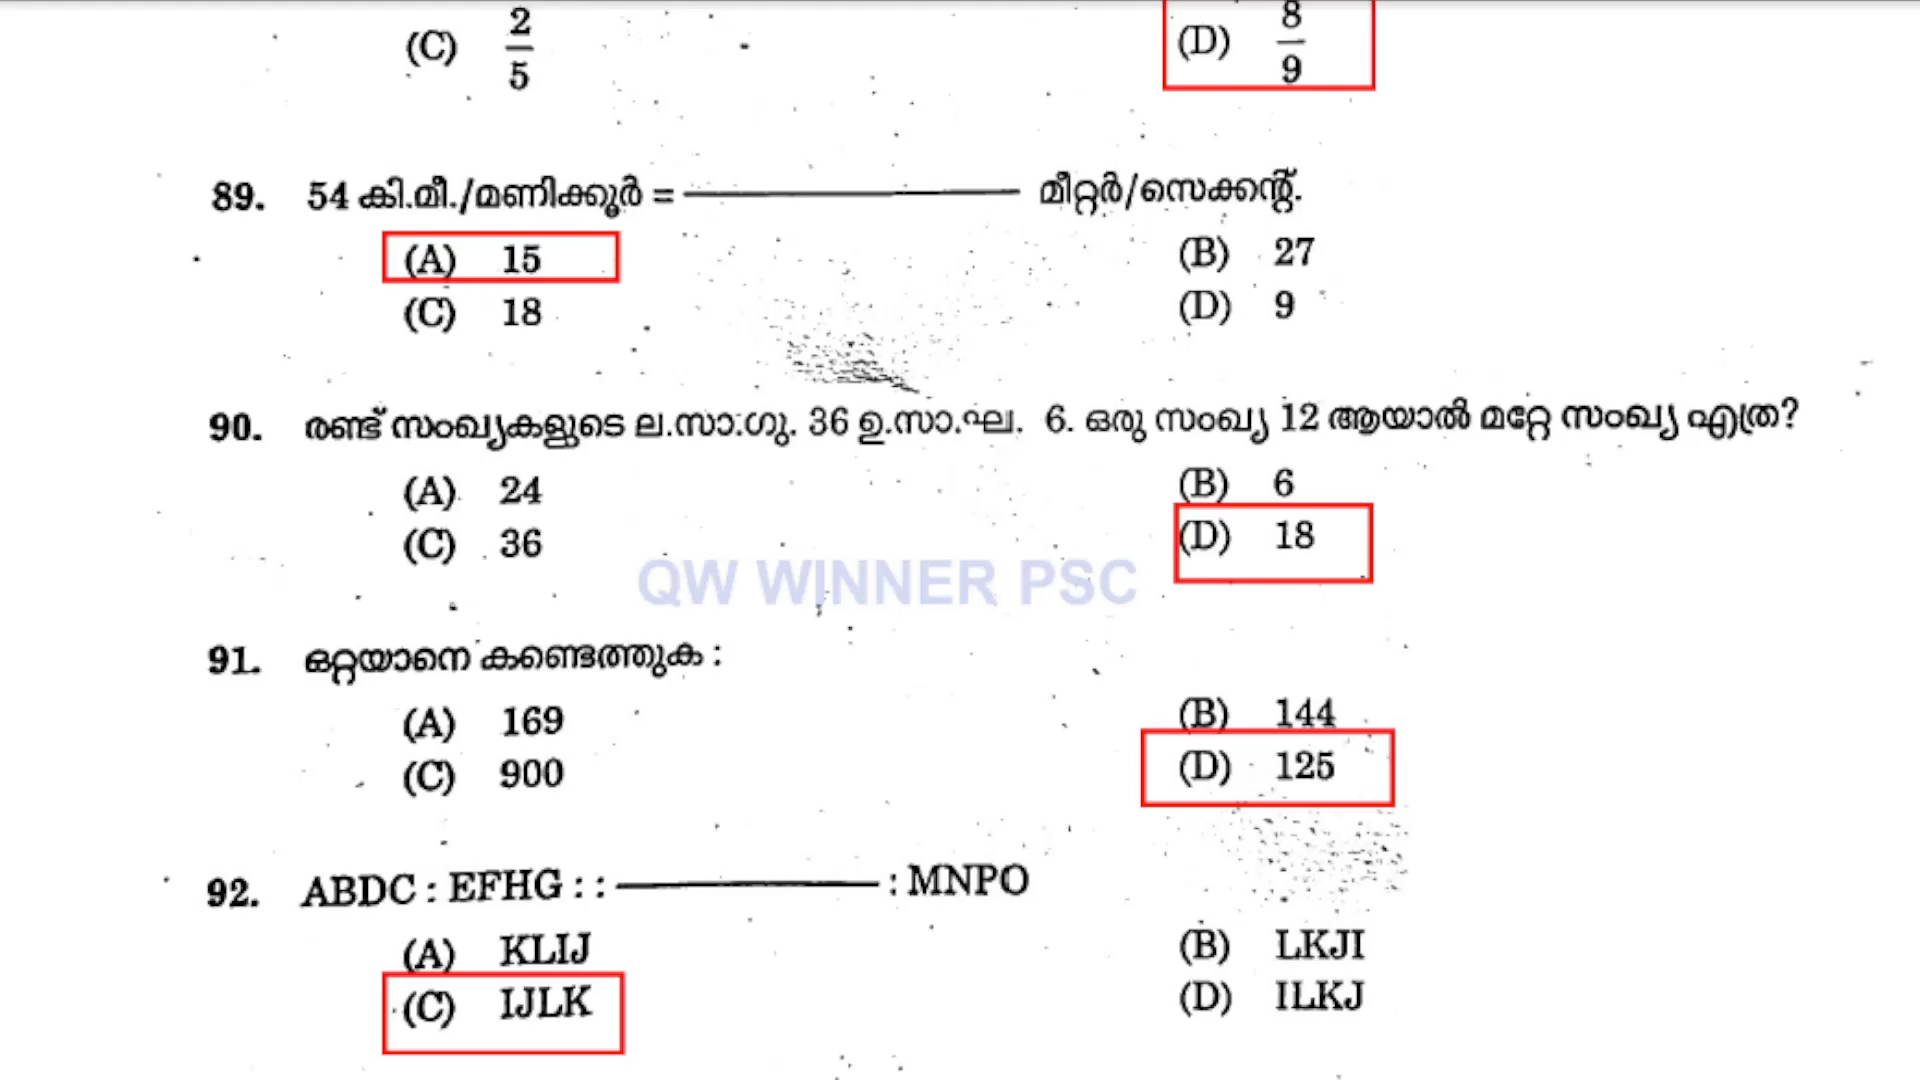 (C) 2/5 (D) 8/9
89. 54 കി.മീ./മണിക്കൂർ = ———— മീറ്റർ/സെക്കന്റ്.
(A) 15 (B) 27
(C) 18 (D) 9
90. രണ്ട് സംഖ്യകളുടെ ല.സാ.ഗു. 36 ഉ.സാ.ഘ. 6. ഒരു സംഖ്യ 12 ആയാൽ മറ്റേ സംഖ്യ എത്ര?
(A) 24 (B) 6
(C) 36 (D) 18
QW WINNER PSC
91. ഒറ്റയാനെ കണ്ടെത്തുക :
(A) 169 (B) 144
(C) 900 (D) 125
92. ABDC : EFHG : : ———— : MNPO
(A) KLIJ (B) LKJI
(C) IJLK (D) ILKJ